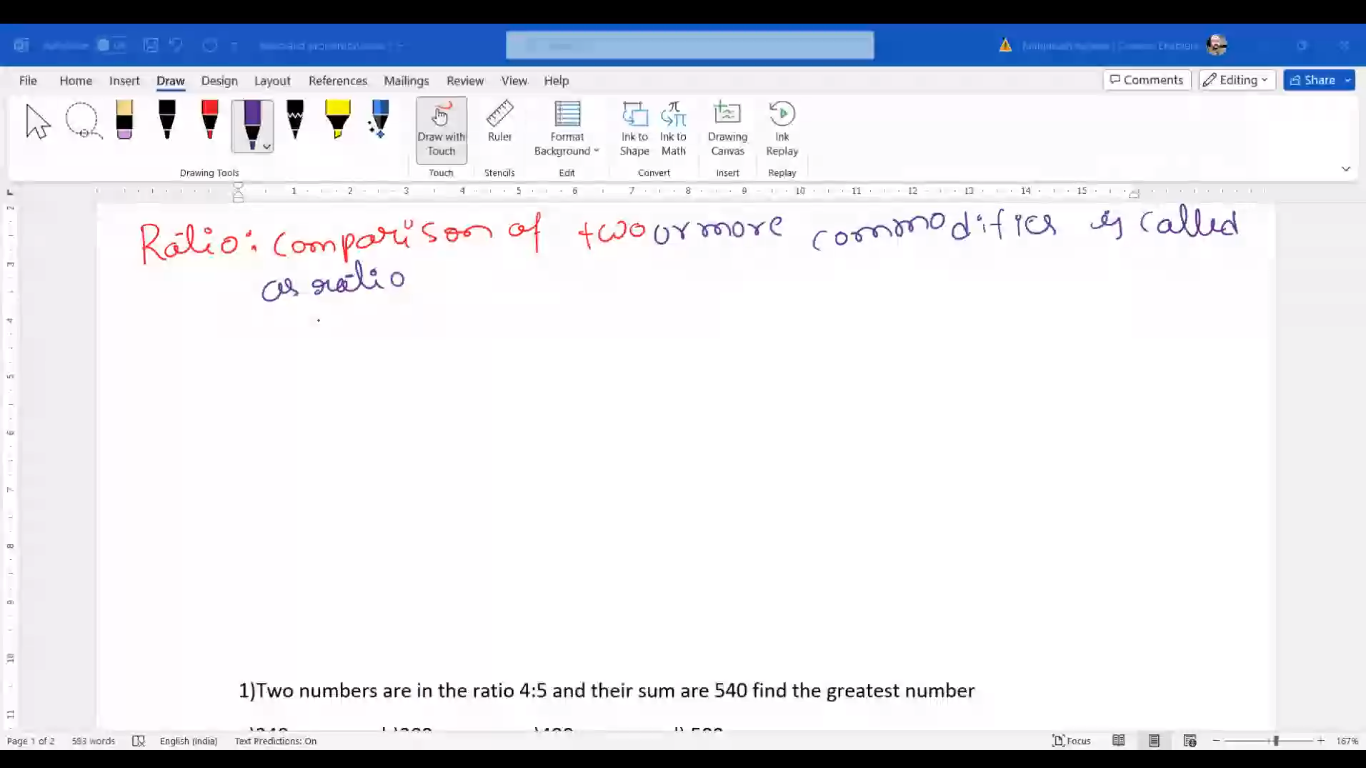 File Home Insert Draw Design Layout References Mailings Review View Help Comments Editing Share
Draw with Touch Ruler Format Background Ink to Shape Ink to Math Drawing Canvas Ink Replay
Drawing Tools Touch Stencils Edit Convert Insert Replay
1 2 3 4 5 6 7 8 9 10 11 12 13 14 15
Ratio: comparison of two or more commodities is called
as ratio
1)Two numbers are in the ratio 4:5 and their sum are 540 find the greatest number
Page 1 of 2 593 words English (India) Text Predictions: On Focus 167%